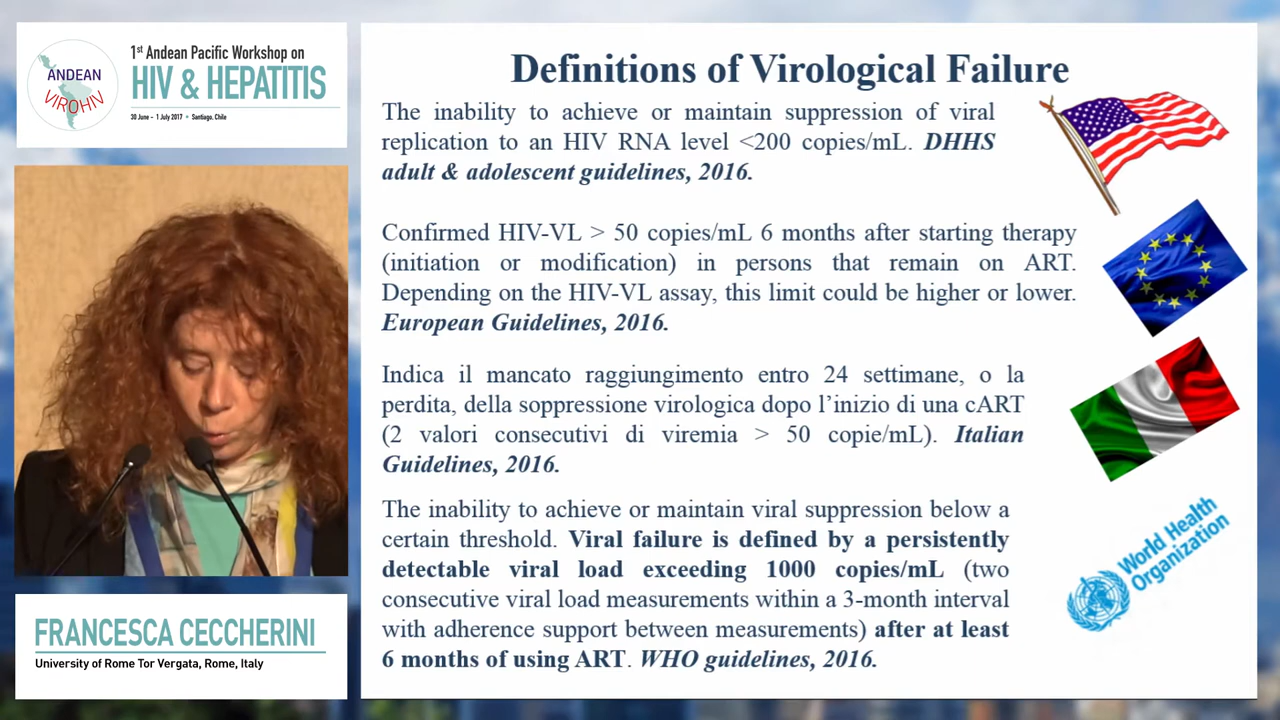 1st Andean Pacific Workshop on
HIV & HEPATITIS
30 June - 1 July 2017 • Santiago, Chile
ANDEAN
VIROHIV
Definitions of Virological Failure
The inability to achieve or maintain suppression of viral
replication to an HIV RNA level <200 copies/mL. DHHS
adult & adolescent guidelines, 2016.
Confirmed HIV-VL > 50 copies/mL 6 months after starting therapy
(initiation or modification) in persons that remain on ART.
Depending on the HIV-VL assay, this limit could be higher or lower.
European Guidelines, 2016.
Indica il mancato raggiungimento entro 24 settimane, o la
perdita, della soppressione virologica dopo l’inizio di una cART
(2 valori consecutivi di viremia > 50 copie/mL). Italian
Guidelines, 2016.
The inability to achieve or maintain viral suppression below a
certain threshold. Viral failure is defined by a persistently
detectable viral load exceeding 1000 copies/mL (two
consecutive viral load measurements within a 3-month interval
with adherence support between measurements) after at least
6 months of using ART. WHO guidelines, 2016.
World Health
Organization
FRANCESCA CECCHERINI
University of Rome Tor Vergata, Rome, Italy